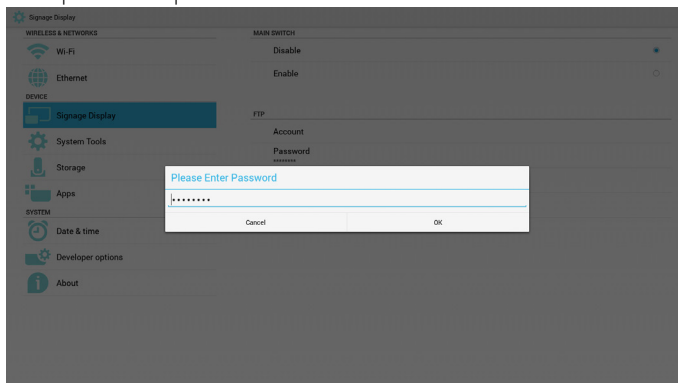 Signage Display
WIRELESS & NETWORKS
Wi-Fi
Ethernet
DEVICE
Signage Display
System Tools
Storage
Apps
SYSTEM
Date & time
Developer options
About
MAIN SWITCH
Disable
Enable
FTP
Account
Password
********
Please Enter Password
••••••••
Cancel
OK